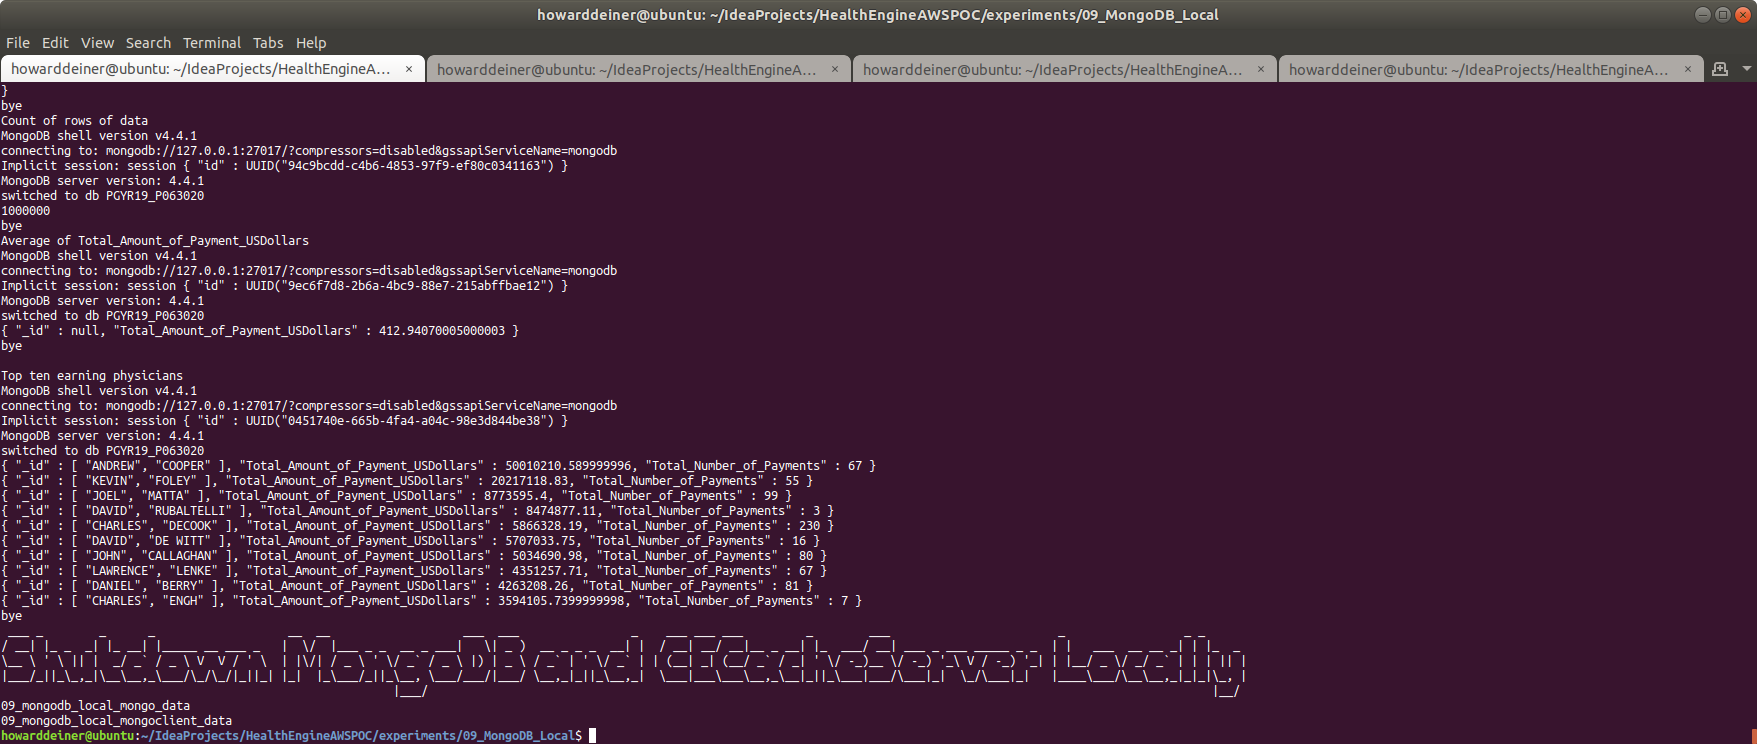 howarddeiner@ubuntu: ~/IdeaProjects/HealthEngineAWSPOC/experiments/09_MongoDB_Local
File Edit View Search Terminal Tabs Help
howarddeiner@ubuntu: ~/IdeaProjects/HealthEngineA... × howarddeiner@ubuntu: ~/IdeaProjects/HealthEngineA... × howarddeiner@ubuntu: ~/IdeaProjects/HealthEngineA... × howarddeiner@ubuntu: ~/IdeaProjects/HealthEngineA... ×
}
bye
Count of rows of data
MongoDB shell version v4.4.1
connecting to: mongodb://127.0.0.1:27017/?compressors=disabled&gssapiServiceName=mongodb
Implicit session: session { "id" : UUID("94c9bcdd-c4b6-4853-97f9-ef80c0341163") }
MongoDB server version: 4.4.1
switched to db PGYR19_P063020
1000000
bye
Average of Total_Amount_of_Payment_USDollars
MongoDB shell version v4.4.1
connecting to: mongodb://127.0.0.1:27017/?compressors=disabled&gssapiServiceName=mongodb
Implicit session: session { "id" : UUID("9ec6f7d8-2b6a-4bc9-88e7-215abffbae12") }
MongoDB server version: 4.4.1
switched to db PGYR19_P063020
{ "_id" : null, "Total_Amount_of_Payment_USDollars" : 412.94070005000003 }
bye
Top ten earning physicians
MongoDB shell version v4.4.1
connecting to: mongodb://127.0.0.1:27017/?compressors=disabled&gssapiServiceName=mongodb
Implicit session: session { "id" : UUID("0451740e-665b-4fa4-a04c-98e3d844be38") }
MongoDB server version: 4.4.1
switched to db PGYR19_P063020
{ "_id" : [ "ANDREW", "COOPER" ], "Total_Amount_of_Payment_USDollars" : 50010210.589999996, "Total_Number_of_Payments" : 67 }
{ "_id" : [ "KEVIN", "FOLEY" ], "Total_Amount_of_Payment_USDollars" : 20217118.83, "Total_Number_of_Payments" : 55 }
{ "_id" : [ "JOEL", "MATTA" ], "Total_Amount_of_Payment_USDollars" : 8773595.4, "Total_Number_of_Payments" : 99 }
{ "_id" : [ "DAVID", "RUBALTELLI" ], "Total_Amount_of_Payment_USDollars" : 8474877.11, "Total_Number_of_Payments" : 3 }
{ "_id" : [ "CHARLES", "DECOOK" ], "Total_Amount_of_Payment_USDollars" : 5866328.19, "Total_Number_of_Payments" : 230 }
{ "_id" : [ "DAVID", "DE WITT" ], "Total_Amount_of_Payment_USDollars" : 5707033.75, "Total_Number_of_Payments" : 16 }
{ "_id" : [ "JOHN", "CALLAGHAN" ], "Total_Amount_of_Payment_USDollars" : 5034690.98, "Total_Number_of_Payments" : 80 }
{ "_id" : [ "LAWRENCE", "LENKE" ], "Total_Amount_of_Payment_USDollars" : 4351257.71, "Total_Number_of_Payments" : 67 }
{ "_id" : [ "DANIEL", "BERRY" ], "Total_Amount_of_Payment_USDollars" : 4263208.26, "Total_Number_of_Payments" : 81 }
{ "_id" : [ "CHARLES", "ENGH" ], "Total_Amount_of_Payment_USDollars" : 3594105.7399999998, "Total_Number_of_Payments" : 7 }
bye
Shutdown MongoDB and CECacheServer Locally
09_mongodb_local_mongo_data
09_mongodb_local_mongoclient_data
howarddeiner@ubuntu:~/IdeaProjects/HealthEngineAWSPOC/experiments/09_MongoDB_Local$